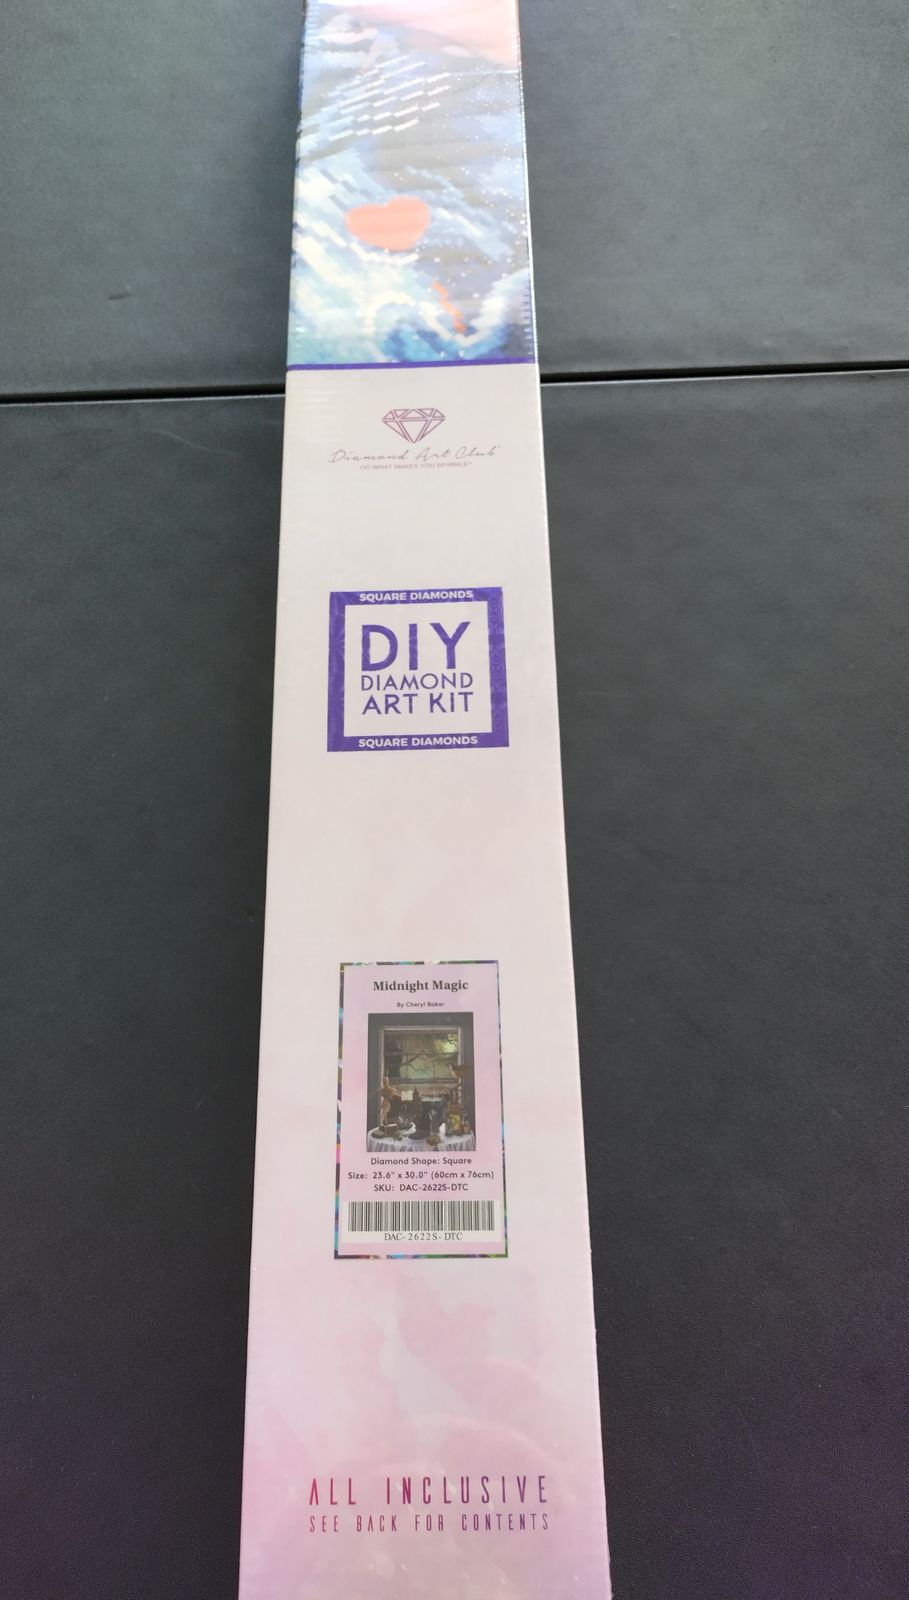 Diamond Art Club
DO WHAT MAKES YOU SPARKLE
SQUARE DIAMONDS
DIY
DIAMOND
ART KIT
SQUARE DIAMONDS
Midnight Magic
By Cheryl Baker
Diamond Shape: Square
Size: 23.6" x 30.0" (60cm x 76cm)
SKU: DAC-2622S-DTC
DAC- 2622S- DTC
ALL INCLUSIVE
SEE BACK FOR CONTENTS